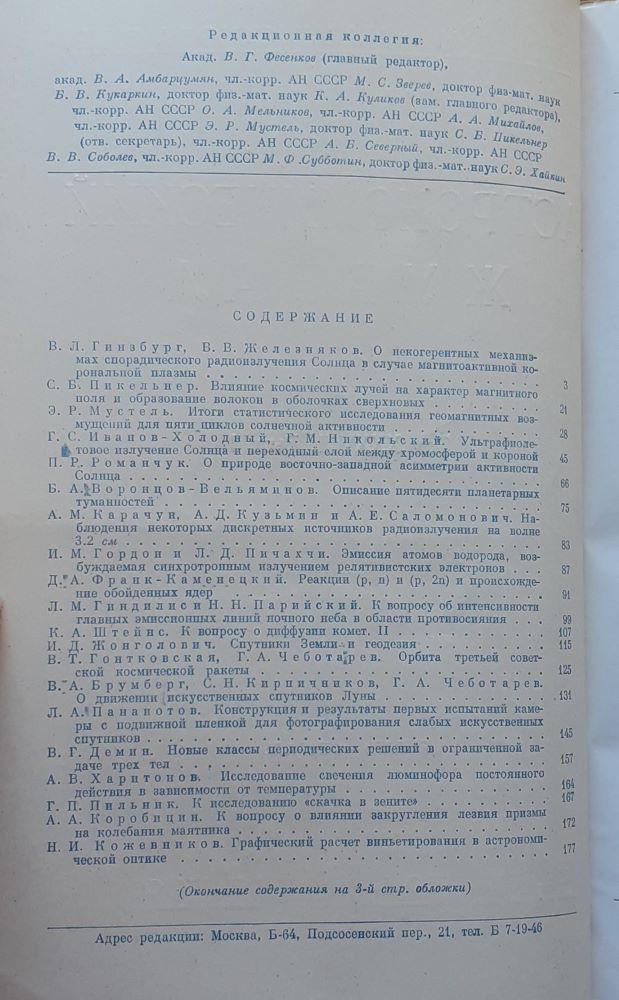 Редакционная коллегия:
Акад. В. Г. Фесенков (главный редактор),
акад. В. А. Амбарцумян, чл.-корр. АН СССР М. С. Зверев, доктор физ-мат. наук
Б. В. Кукаркин, доктор физ.-мат. наук К. А. Куликов (зам. главного редактора),
чл.-корр. АН СССР О. А. Мельников, чл.-корр. АН СССР А. А. Михайлов,
чл.-корр. АН СССР Э. Р. Мустель, доктор физ.-мат. наук С. Б. Пикельнер
(отв. секретарь), чл.-корр. АН СССР А. Б. Северный, чл.-корр. АН СССР
В. В. Соболев, чл.-корр. АН СССР М. Ф. Субботин, доктор физ.-мат. наук С. Э. Хайкин
СОДЕРЖАНИЕ
В. Л. Гинзбург, В. В. Железняков. О некогерентных механиз-
мах спорадического радиоизлучения Солнца в случае магнитоактивной ко-
рональной плазмы . . . 3
С. Б. Пикельнер. Влияние космических лучей на характер магнитного
поля и образование волокон в оболочках сверхновых . . . 21
Э. Р. Мустель. Итоги статистического исследования геомагнитных воз-
мущений для пяти циклов солнечной активности . . . 28
Г. С. Иванов-Холодный, Г. М. Никольский. Ультрафиоле-
товое излучение Солнца и переходный слой между хромосферой и короной 45
П. Р. Романчук. О природе восточно-западной асимметрии активности
Солнца . . . 66
Б. А. Воронцов-Вельяминов. Описание пятидесяти планетарных
туманностей . . . 75
А. М. Карачун, А. Д. Кузьмин и А. Е. Саломонович. На-
блюдения некоторых дискретных источников радиоизлучения на волне
3.2 см . . . 83
И. М. Гордон и Л. Д. Пичахчи. Эмиссия атомов водорода, воз-
буждаемая синхротронным излучением релятивистских электронов . . . 87
Д. А. Франк-Каменецкий. Реакции (p, n) и (p, 2n) и происхожде-
ние обойденных ядер . . . 91
Л. М. Гиндилис и Н. Н. Парийский. К вопросу об интенсивности
главных эмиссионных линий ночного неба в области противосияния . . . 99
К. А. Штейнс. К вопросу о диффузии комет. II . . . 107
И. Д. Жонголович. Спутники Земли и геодезия . . . 115
В. Т. Гонтковская, Г. А. Чеботарев. Орбита третьей совет-
ской космической ракеты . . . 125
В. А. Брумберг, С. Н. Кирпичников, Г. А. Чеботарев.
О движении искусственных спутников Луны . . . 131
Л. А. Панаиотов. Конструкция и результаты первых испытаний каме-
ры с подвижной пленкой для фотографирования слабых искусственных
спутников . . . 145
В. Г. Демин. Новые классы периодических решений в ограниченной за-
даче трех тел . . . 157
А. В. Харитонов. Исследование свечения люминофора постоянного
действия в зависимости от температуры . . . 164
Г. П. Пильник. К исследованию «скачка в зените» . . . 167
А. А. Коробицин. К вопросу о влиянии закругления лезвия призмы
на колебания маятника . . . 172
Н. И. Кожевников. Графический расчет виньетирования в астрономи-
ческой оптике . . . 177
(Окончание содержания на 3-й стр. обложки)
Адрес редакции: Москва, Б-64, Подсосенский пер., 21, тел. Б 7-19-46